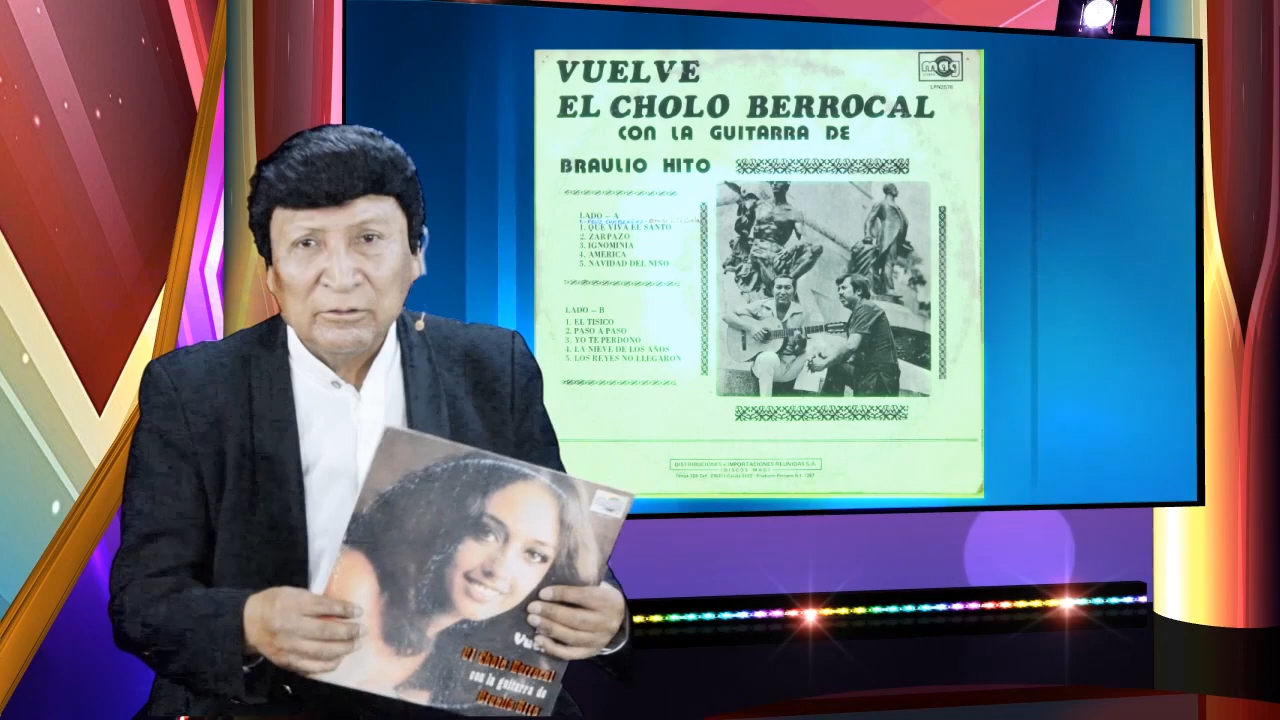 VUELVE
EL CHOLO BERROCAL
CON LA GUITARRA DE
BRAULIO HITO
mag
LADO - A
1. QUE VIVA EL SANTO
2. ZARPAZO
3. IGNOMINIA
4. AMERICA
5. NAVIDAD DEL NIÑO
LADO - B
1. EL TISICO
2. PASO A PASO
3. YO TE PERDONO
4. LA NIEVE DE LOS AÑOS
5. LOS REYES NO LLEGARON
DISTRIBUCIONES e IMPORTACIONES REUNIDAS S.A.
El Cholo Berrocal
con la guitarra de
Braulio Hito